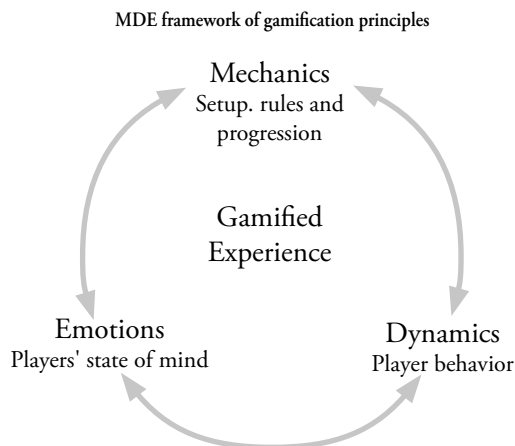 MDE framework of gamification principles
Mechanics
Setup. rules and
progression
Gamified
Experience
Emotions
Players' state of mind
Dynamics
Player behavior